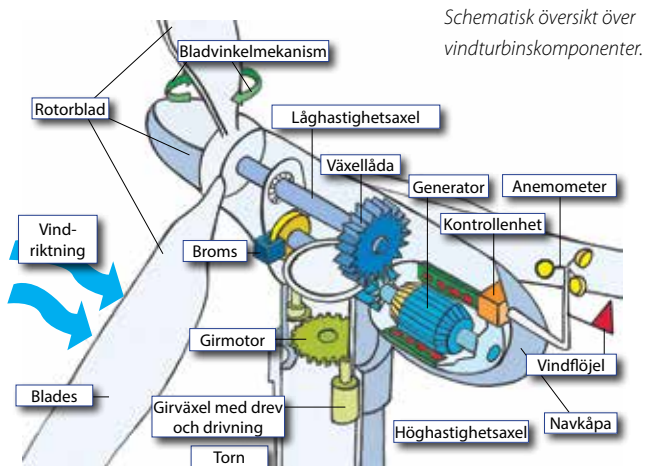 Schematisk översikt över
vindturbinskomponenter.
Bladvinkelmekanism
Rotorblad
Låghastighetsaxel
Växellåda
Generator
Anemometer
Kontrollenhet
Vind-
riktning
Broms
Girmotor
Vindflöjel
Blades
Girväxel med drev
och drivning
Höghastighetsaxel
Navkåpa
Torn